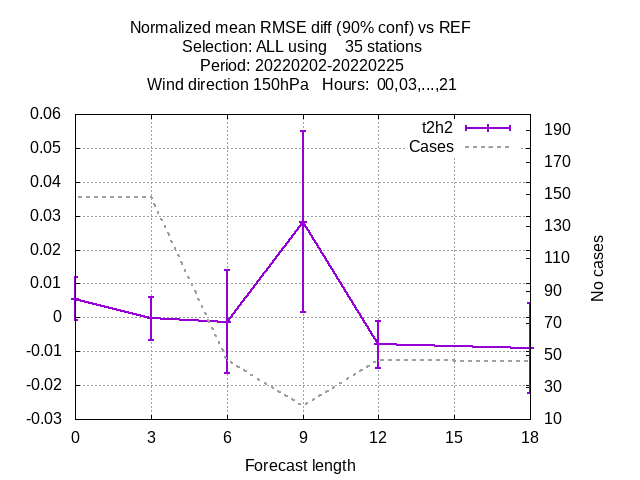 Normalized mean RMSE diff (90% conf) vs REF
Selection: ALL using    35 stations
Period: 20220202-20220225
Wind direction 150hPa   Hours:  00,03,...,21
t2h2
Cases
0.06
0.05
0.04
0.03
0.02
0.01
0
-0.01
-0.02
-0.03
190
170
150
130
110
90
70
50
30
10
No cases
0 3 6 9 12 15 18
Forecast length